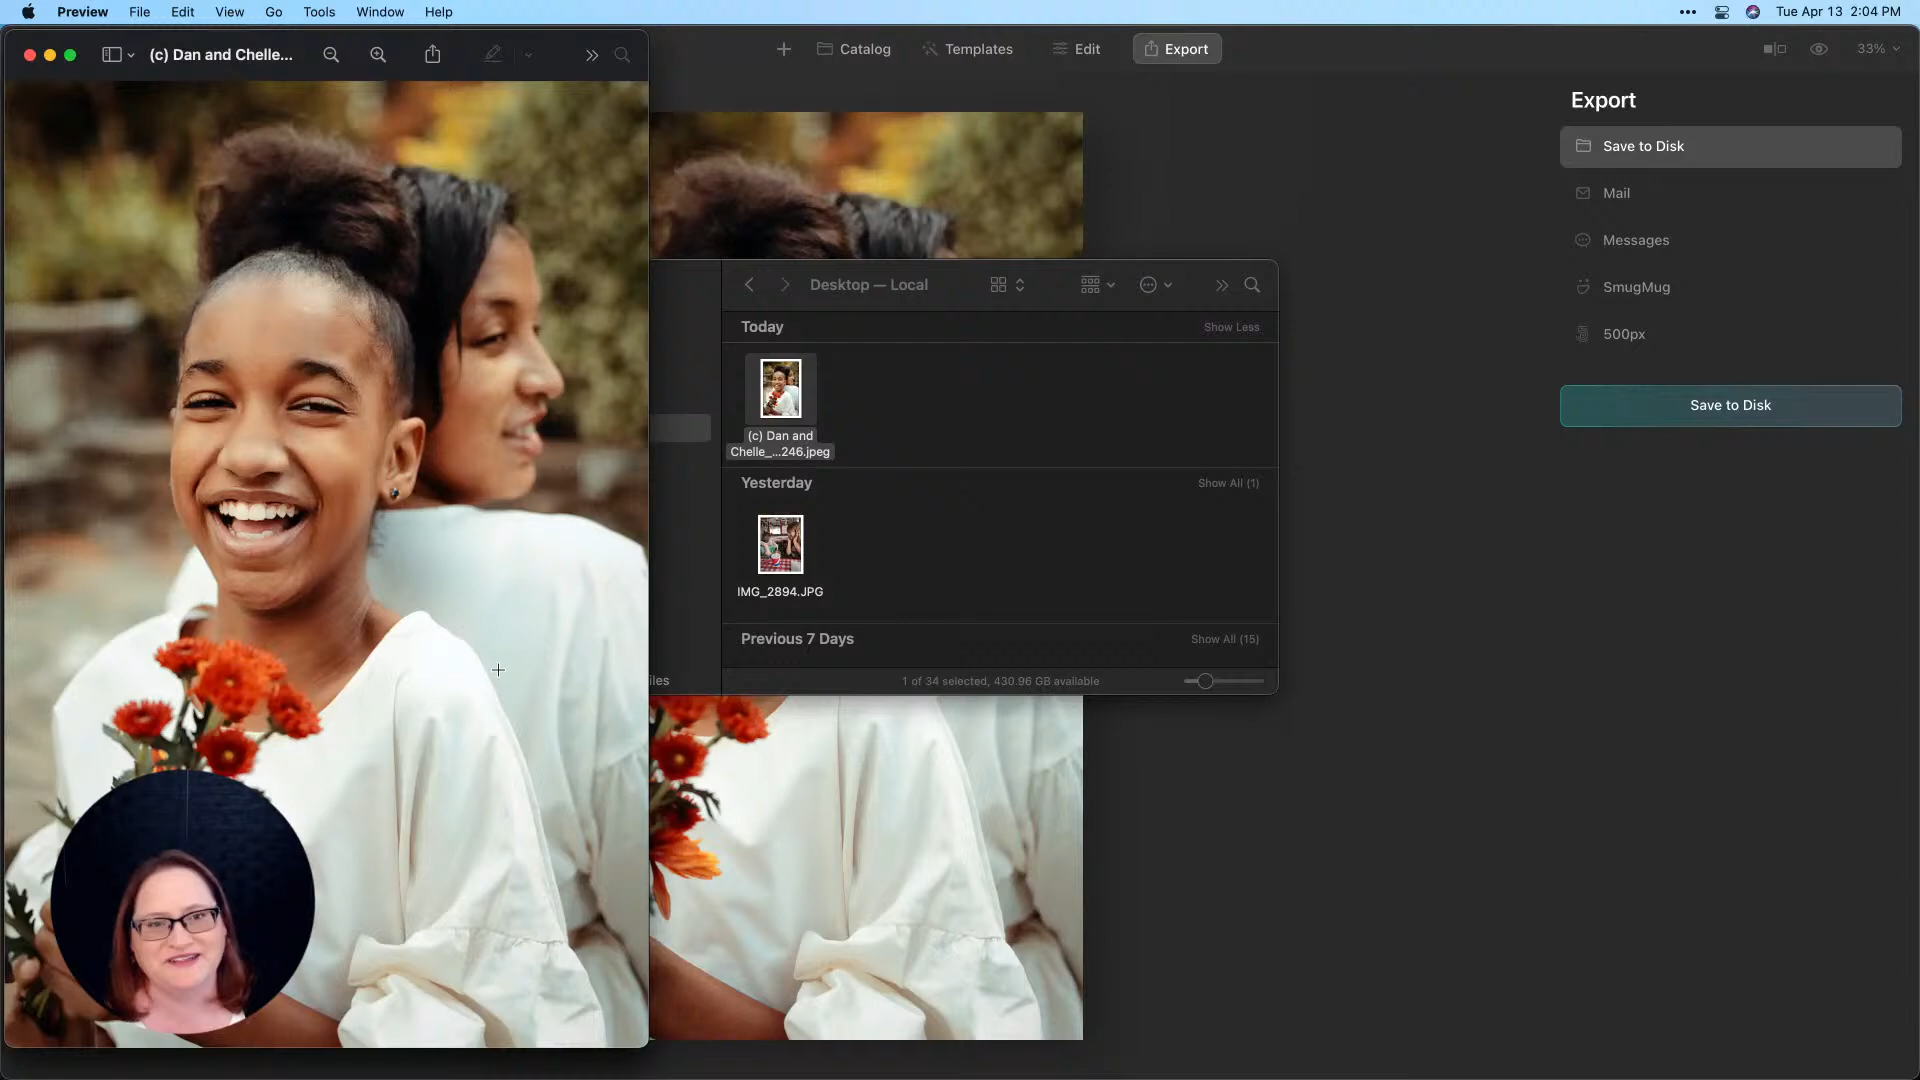 Preview File Edit View Go Tools Window Help
Tue Apr 13 2:04 PM
(c) Dan and Chelle...
Catalog Templates Edit Export
33%
Export
Save to Disk
Mail
Messages
SmugMug
500px
Save to Disk
Desktop — Local
Today Show Less
(c) Dan and
Chelle_...246.jpeg
Yesterday Show All (1)
IMG_2894.JPG
Previous 7 Days Show All (15)
iles
1 of 34 selected, 430.96 GB available